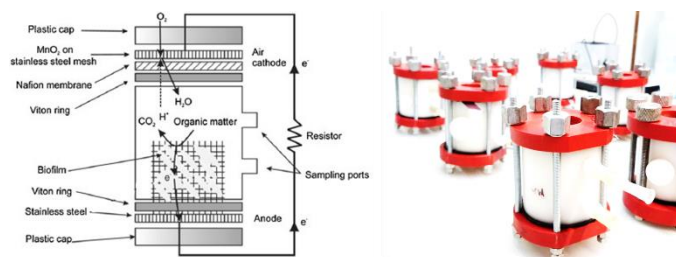 O₂
Plastic cap
MnO₂ on
stainless steel mesh
Air
cathode
e⁻
Nafion membrane
Viton ring
H₂O
H⁺
CO₂
Organic matter
Resistor
Biofilm
e⁻
Sampling ports
Viton ring
Stainless steel
Anode
e⁻
Plastic cap